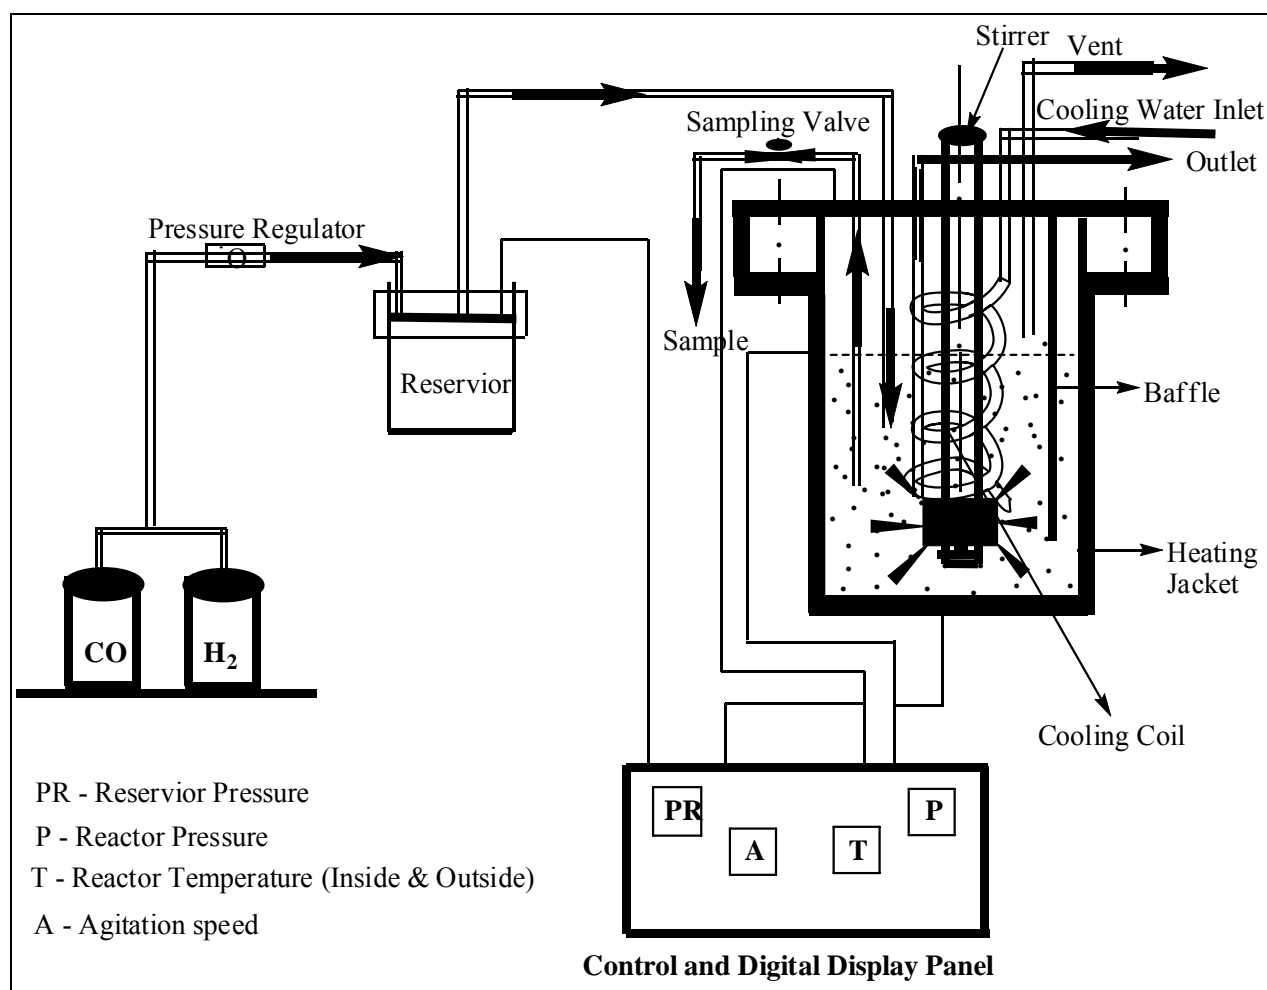 Stirrer
Vent
Cooling Water Inlet
Sampling Valve
Outlet
Pressure Regulator
Sample
Reservior
Baffle
Heating
Jacket
CO
H₂
Cooling Coil
PR - Reservior Pressure
P - Reactor Pressure
T - Reactor Temperature (Inside & Outside)
A - Agitation speed
PR
P
A
T
Control and Digital Display Panel